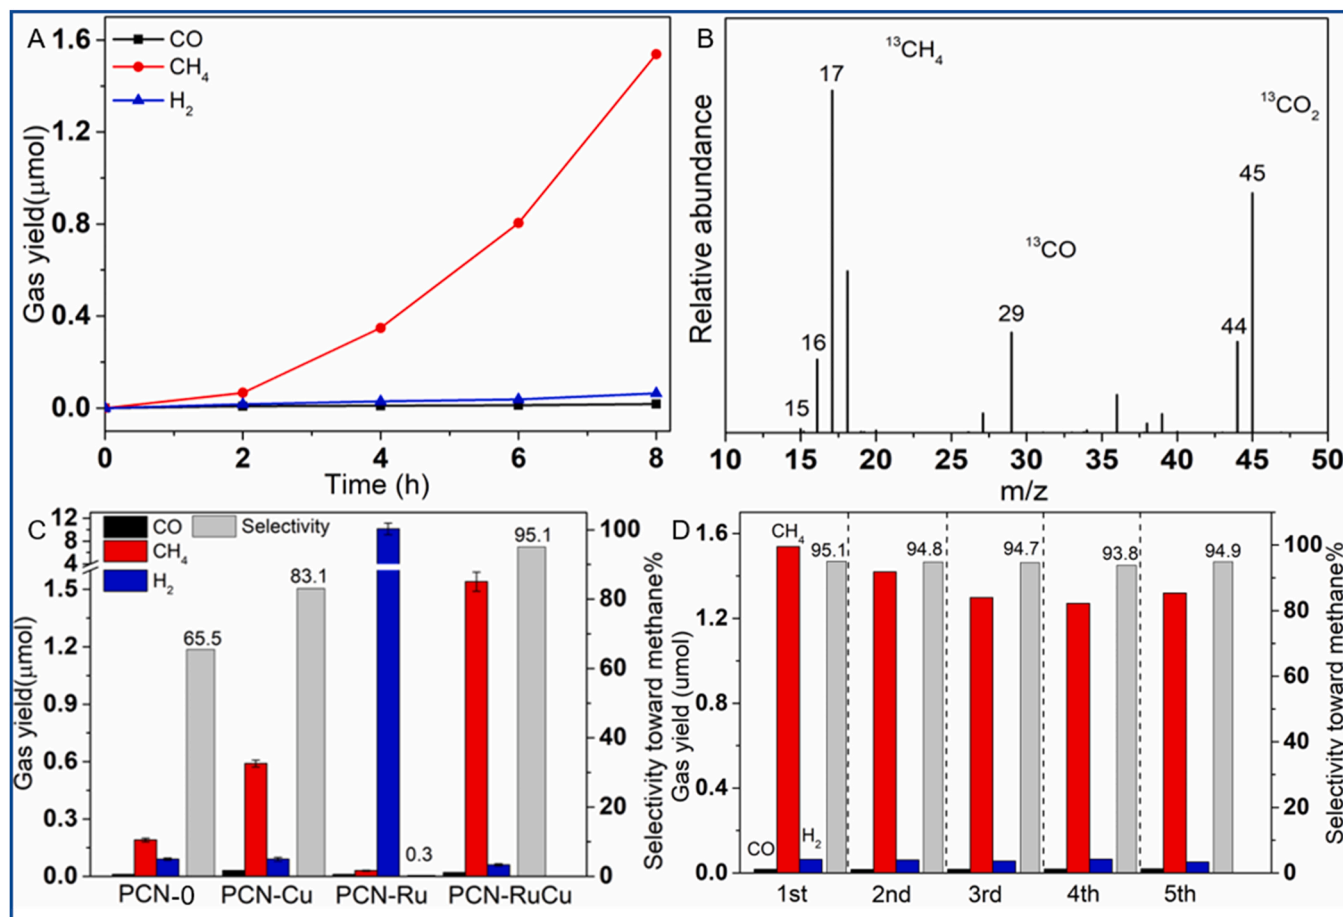 A
CO
CH4
H2
1.6
1.2
0.8
0.4
0.0
Gas yield(μmol)
0 2 4 6 8
Time (h)
B
13CH4
13CO2
13CO
17
45
29
44
16
15
Relative abundance
10 15 20 25 30 35 40 45 50
m/z
C
CO
CH4
H2
Selectivity
12
8
4
1.5
1.2
0.9
0.6
0.3
0.0
Gas yield(μmol)
65.5
83.1
0.3
95.1
100
80
60
40
20
0
Selectivity toward methane%
PCN-0 PCN-Cu PCN-Ru PCN-RuCu
D
1.6
1.2
0.8
0.4
0.0
Gas yield (umol)
CH4
CO
H2
95.1 94.8 94.7 93.8 94.9
100
80
60
40
20
0
Selectivity toward methane%
1st 2nd 3rd 4th 5th